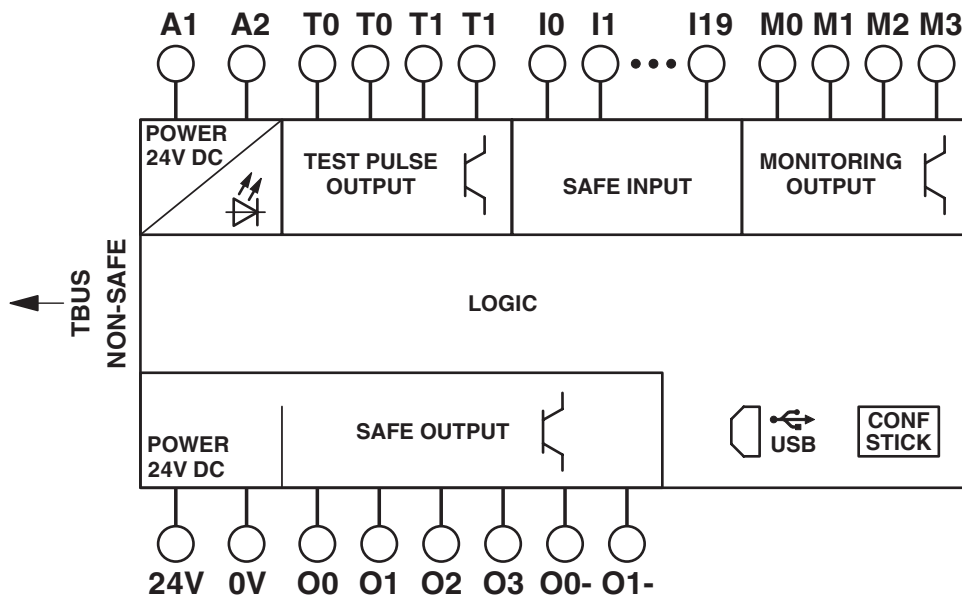 A1 A2 T0 T0 T1 T1 I0 I1 ••• I19 M0 M1 M2 M3
POWER
24V DC
TEST PULSE
OUTPUT
SAFE INPUT
MONITORING
OUTPUT
TBUS
NON-SAFE
LOGIC
POWER
24V DC
SAFE OUTPUT
USB
CONF
STICK
24V 0V O0 O1 O2 O3 O0- O1-